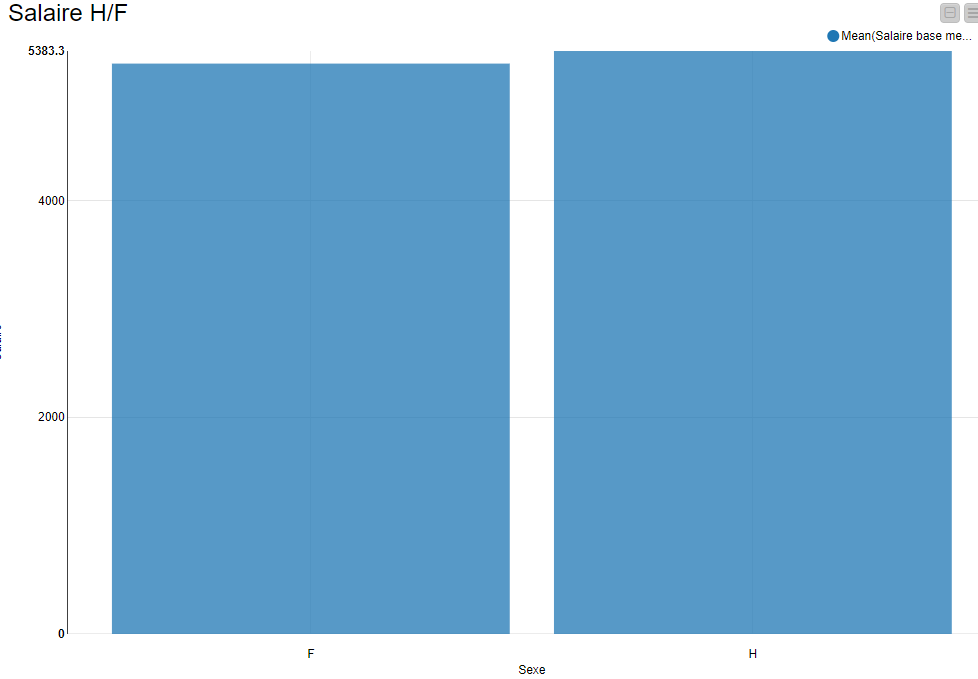 Salaire H/F
Mean(Salaire base me...
5383.3
4000
2000
0
F
H
Sexe